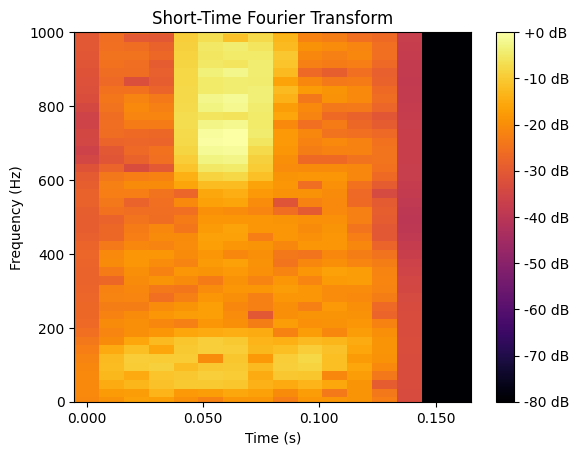 Short-Time Fourier Transform
1000
800
600
400
200
0
Frequency (Hz)
0.000
0.050
0.100
0.150
Time (s)
+0 dB
-10 dB
-20 dB
-30 dB
-40 dB
-50 dB
-60 dB
-70 dB
-80 dB